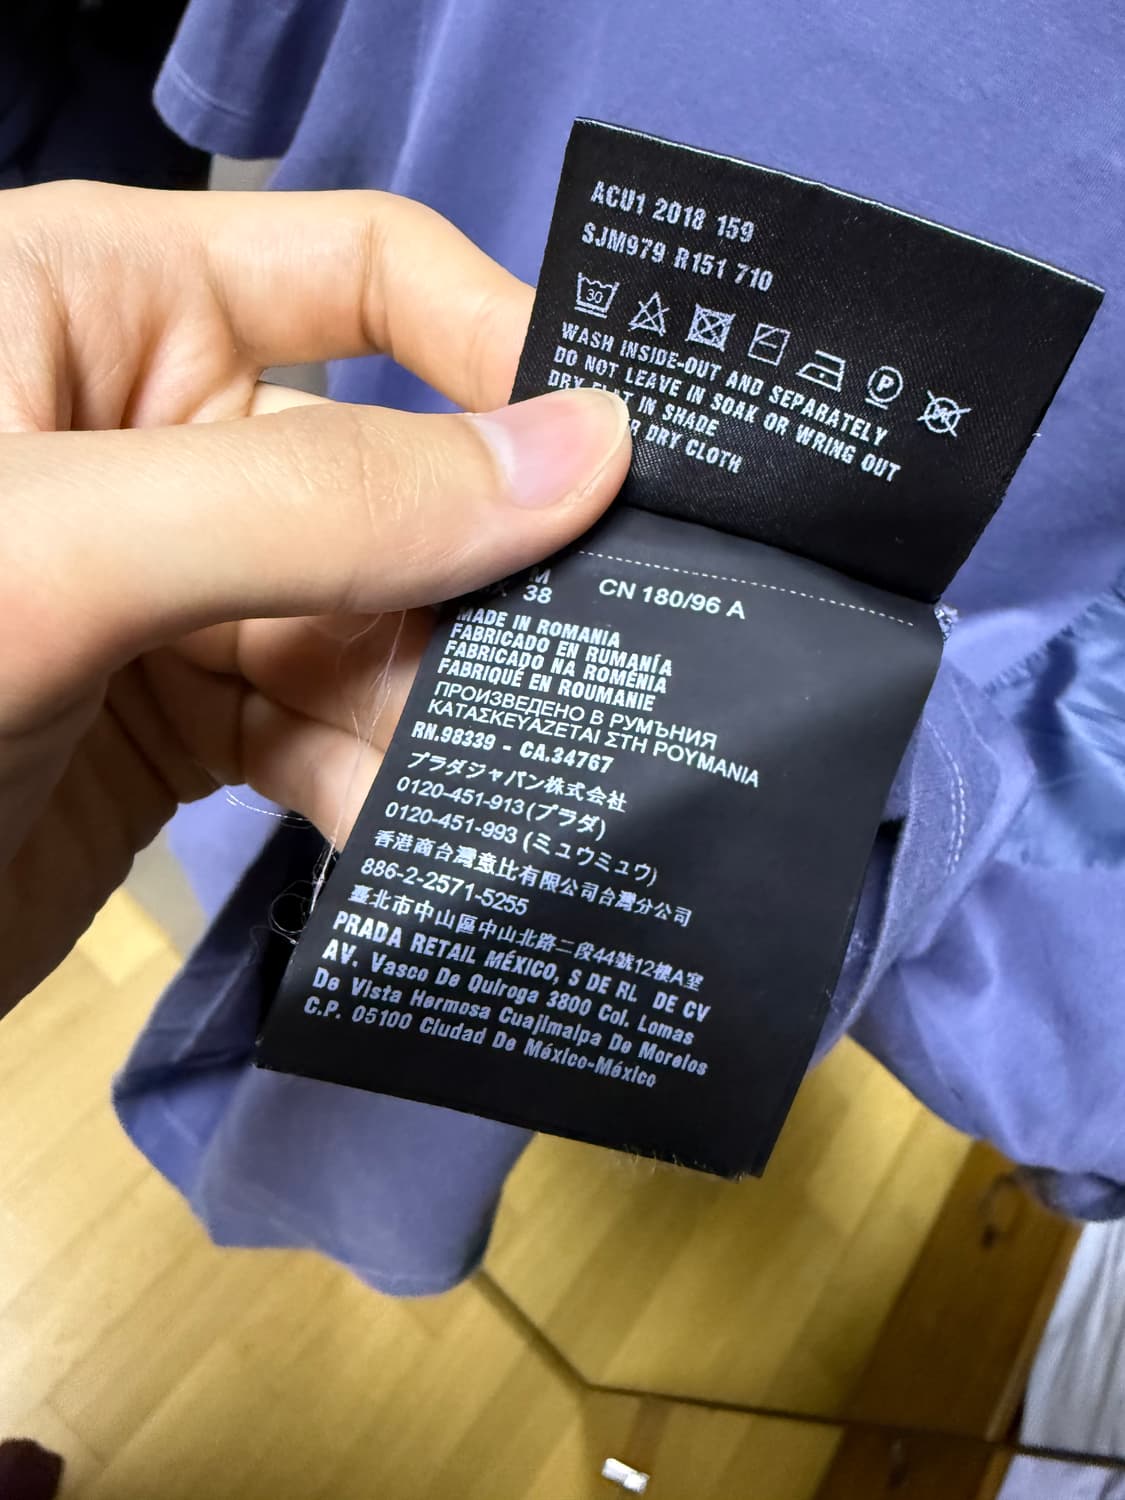 ACU1 2018 159
SJM979 R151 710
30
P
WASH INSIDE-OUT AND SEPARATELY
DO NOT LEAVE IN SOAK OR WRING OUT
DRY FLAT IN SHADE
DRY CLOTH
M
38
CN 180/96 A
MADE IN ROMANIA
FABRICADO EN RUMANÍA
FABRICADO NA ROMÉNIA
FABRIQUÉ EN ROUMANIE
ПРОИЗВЕДЕНО В РУМЪНИЯ
ΚΑΤΑΣΚΕΥΑΖΕΤΑΙ ΣΤΗ ΡΟΥΜΑΝΙΑ
RN.98339 - CA.34767
プラダジャパン株式会社
0120-451-913(プラダ)
0120-451-993 (ミュウミュウ)
香港商台灣意比有限公司台灣分公司
886-2-2571-5255
臺北市中山區中山北路二段44號12樓A室
PRADA RETAIL MÉXICO, S DE RL DE CV
AV. Vasco De Quiroga 3800 Col. Lomas
De Vista Hermosa Cuajimalpa De Morelos
C.P. 05100 Ciudad De México-México